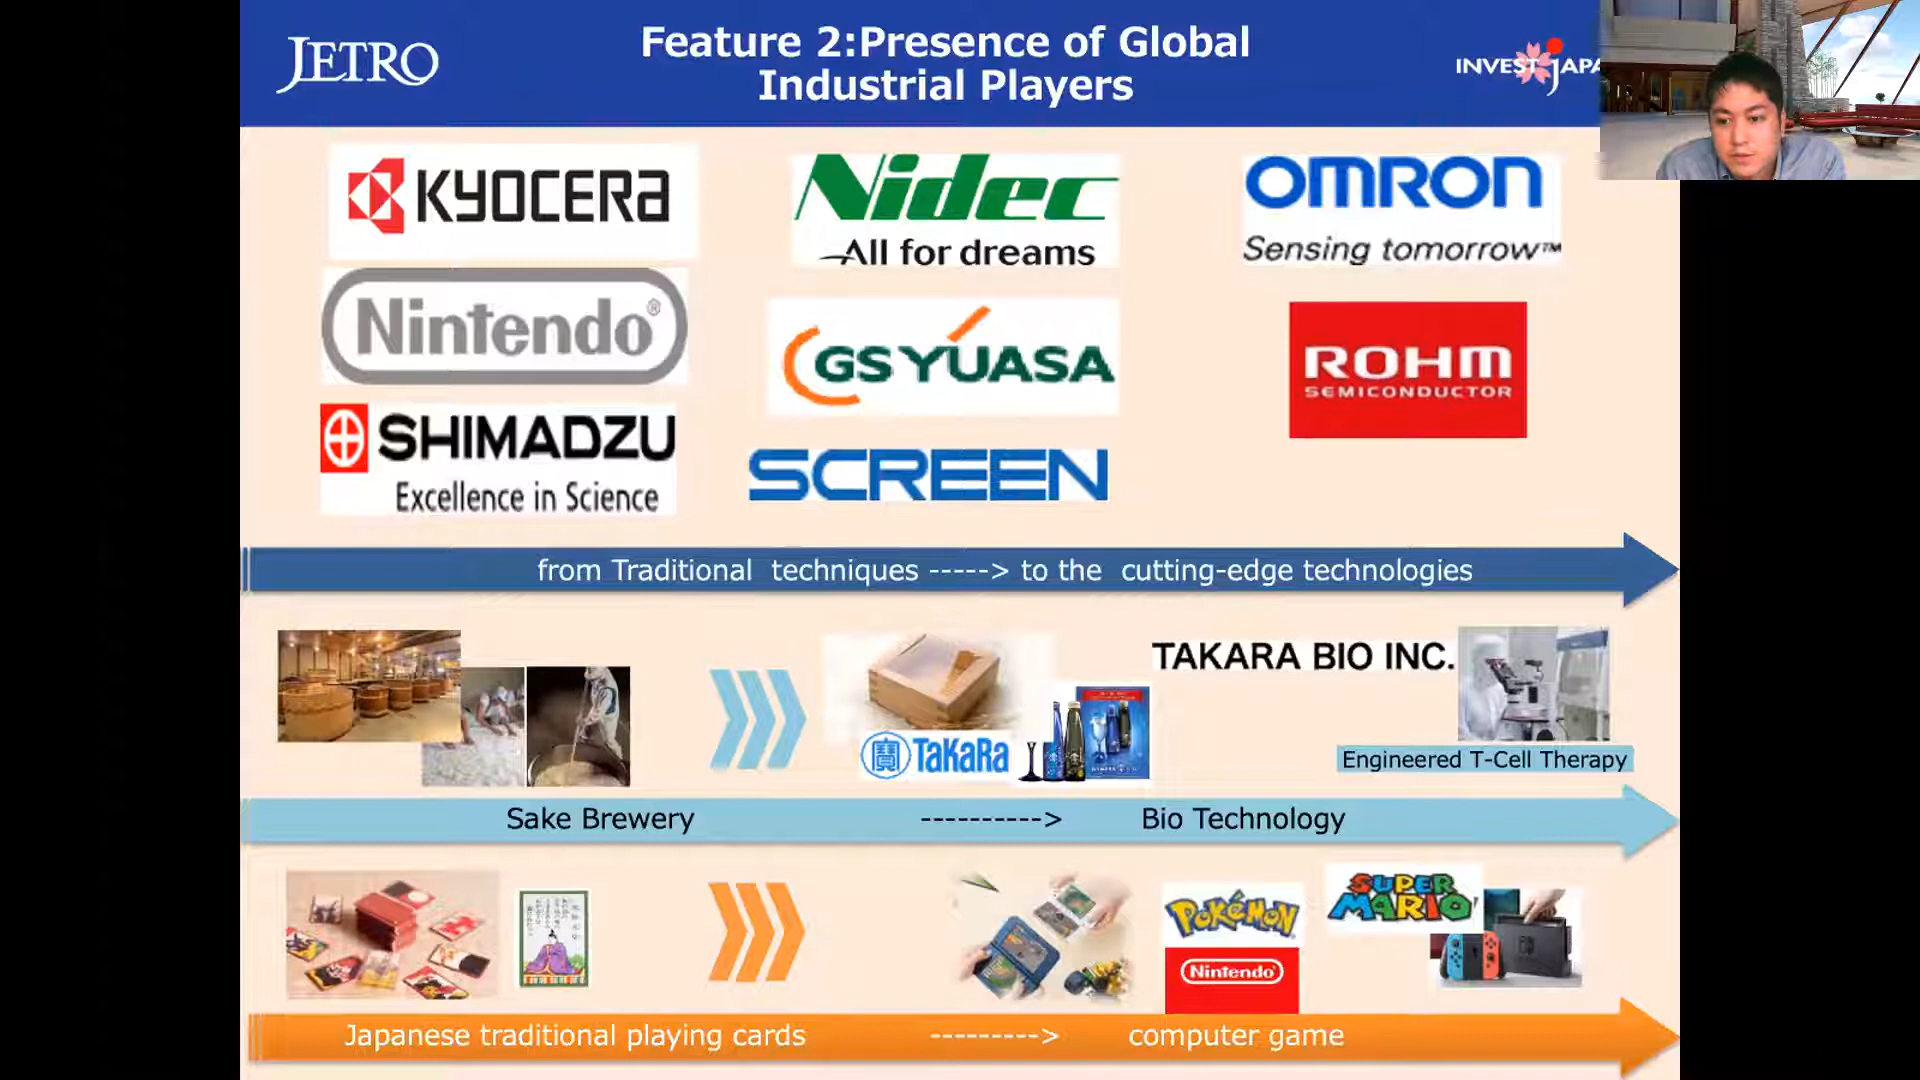 JETRO
Feature 2:Presence of Global
Industrial Players
INVEST JAPA
KYOCERA
Nidec
All for dreams
OMRON
Sensing tomorrow™
Nintendo®
GS YUASA
ROHM
SEMICONDUCTOR
SHIMADZU
Excellence in Science
SCREEN
from Traditional techniques -----> to the cutting-edge technologies
TAKARA BIO INC.
寶 TaKaRa
Engineered T-Cell Therapy
Sake Brewery ----------> Bio Technology
POKéMON
SUPER
MARIO
Nintendo
Japanese traditional playing cards ---------> computer game